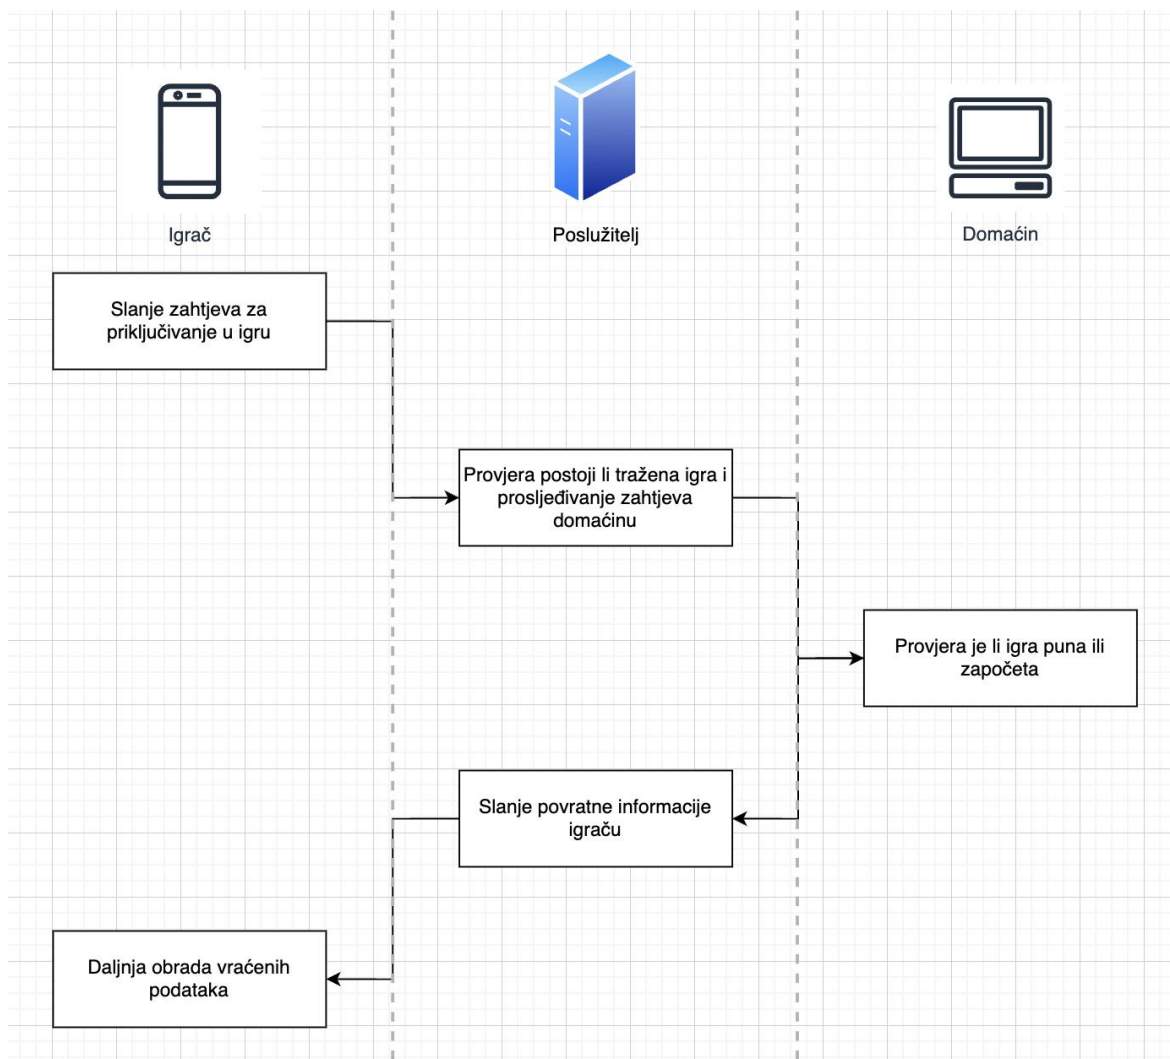 Igrač
Poslužitelj
Domaćin
Slanje zahtjeva za
priključivanje u igru
Provjera postoji li tražena igra i
prosljeđivanje zahtjeva
domaćinu
Provjera je li igra puna ili
započeta
Slanje povratne informacije
igraču
Daljnja obrada vraćenih
podataka